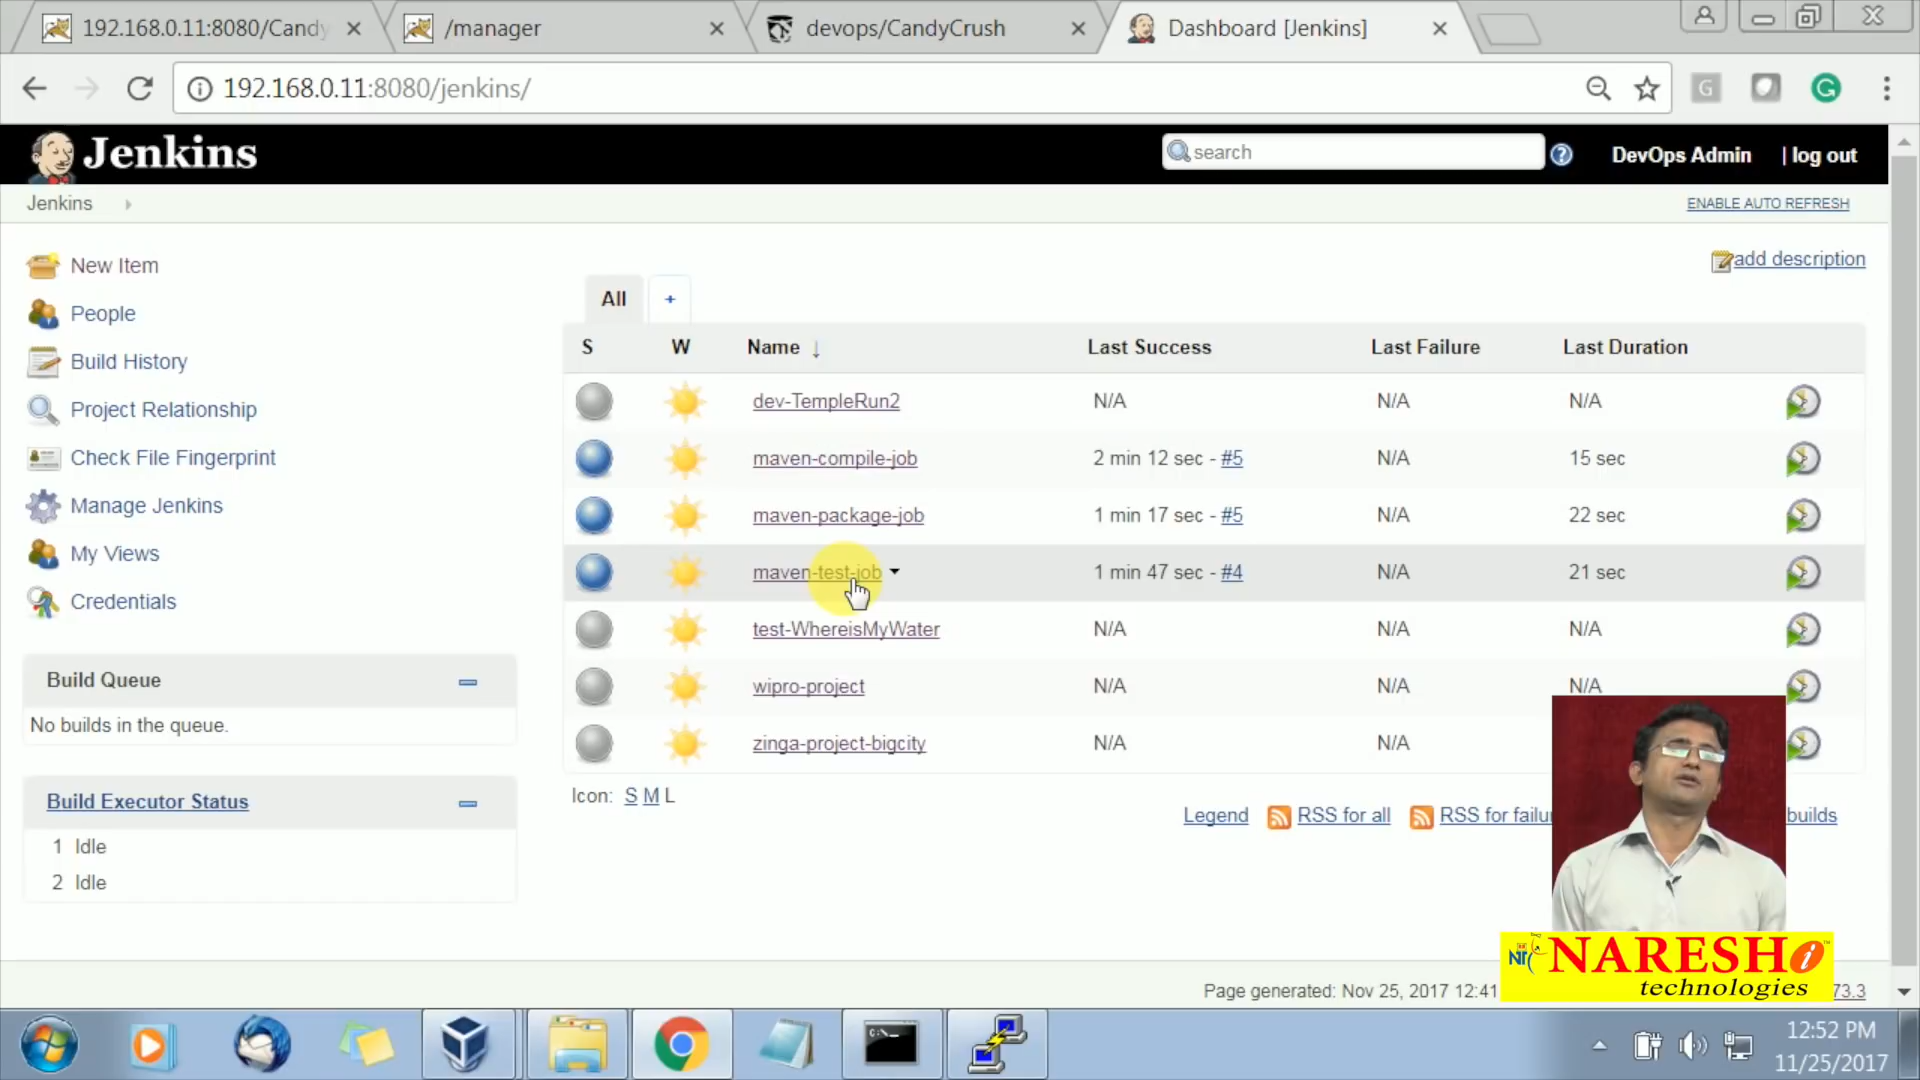 192.168.0.11:8080/Candy
/manager
devops/CandyCrush
Dashboard [Jenkins]
192.168.0.11:8080/jenkins/
G
Jenkins
search
DevOps Admin
| log out
Jenkins
ENABLE AUTO REFRESH
New Item
People
Build History
Project Relationship
Check File Fingerprint
Manage Jenkins
My Views
Credentials
add description
All +
S W Name ↓ Last Success Last Failure Last Duration
dev-TempleRun2 N/A N/A N/A
maven-compile-job 2 min 12 sec - #5 N/A 15 sec
maven-package-job 1 min 17 sec - #5 N/A 22 sec
maven-test-job 1 min 47 sec - #4 N/A 21 sec
test-WhereisMyWater N/A N/A N/A
wipro-project N/A N/A N/A
zinga-project-bigcity N/A N/A
Icon: S M L
Legend RSS for all RSS for failu builds
Build Queue
No builds in the queue.
Build Executor Status
1 Idle
2 Idle
NARESH i
technologies
Page generated: Nov 25, 2017 12:41
73.3
12:52 PM
11/25/2017